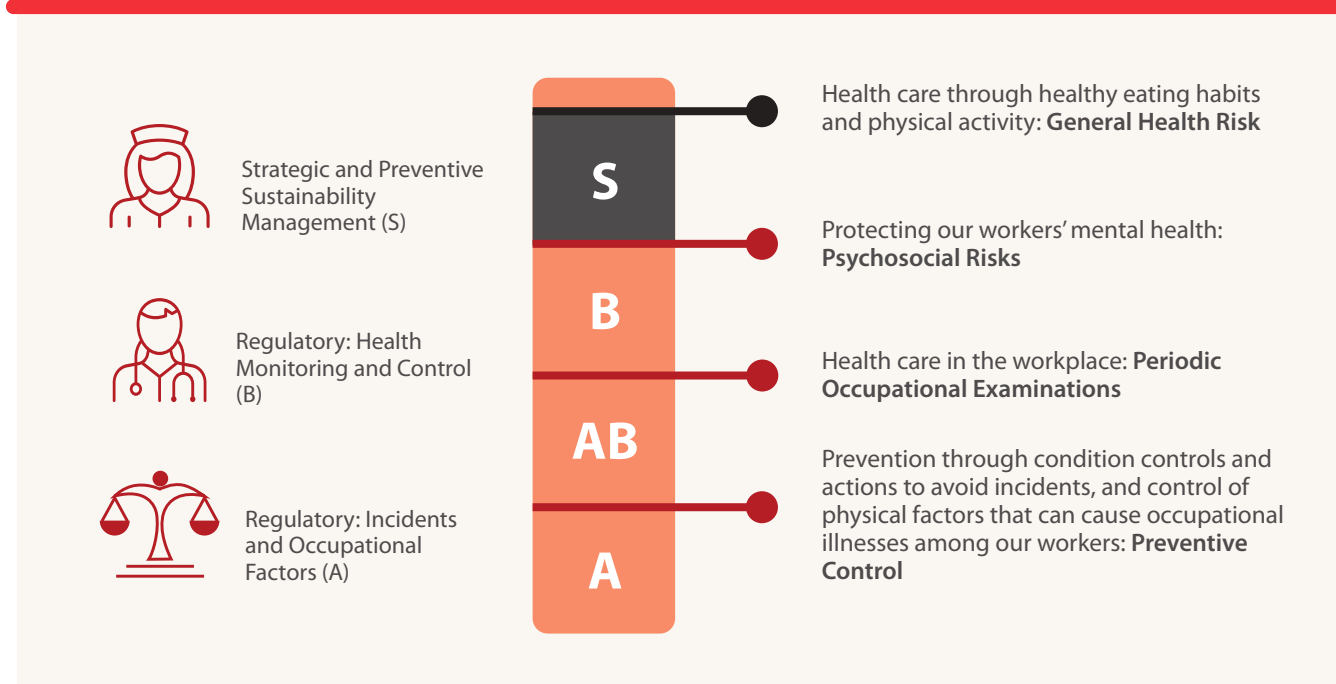 Strategic and Preventive
Sustainability
Management (S)
Regulatory: Health
Monitoring and Control
(B)
Regulatory: Incidents
and Occupational
Factors (A)
S
B
AB
A
Health care through healthy eating habits
and physical activity: General Health Risk
Protecting our workers’ mental health:
Psychosocial Risks
Health care in the workplace: Periodic
Occupational Examinations
Prevention through condition controls and
actions to avoid incidents, and control of
physical factors that can cause occupational
illnesses among our workers: Preventive
Control